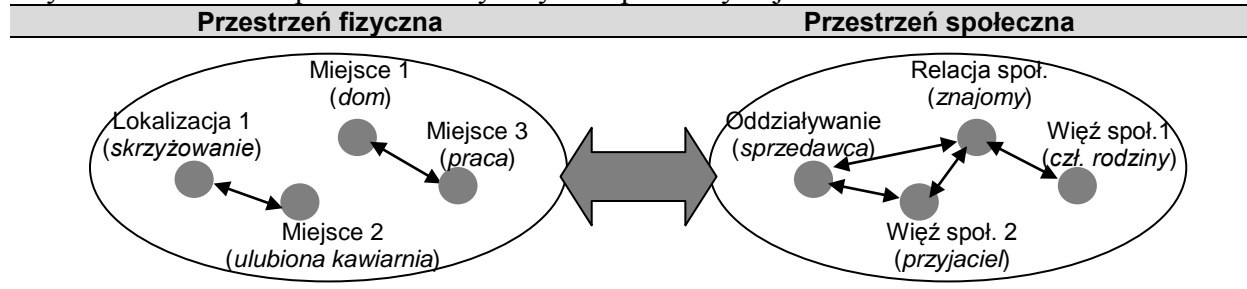 Przestrzeń fizyczna
Przestrzeń społeczna
Miejsce 1
(dom)
Lokalizacja 1
(skrzyżowanie)
Miejsce 3
(praca)
Miejsce 2
(ulubiona kawiarnia)
Relacja społ.
(znajomy)
Oddziaływanie
(sprzedawca)
Więź społ.1
(czł. rodziny)
Więź społ. 2
(przyjaciel)